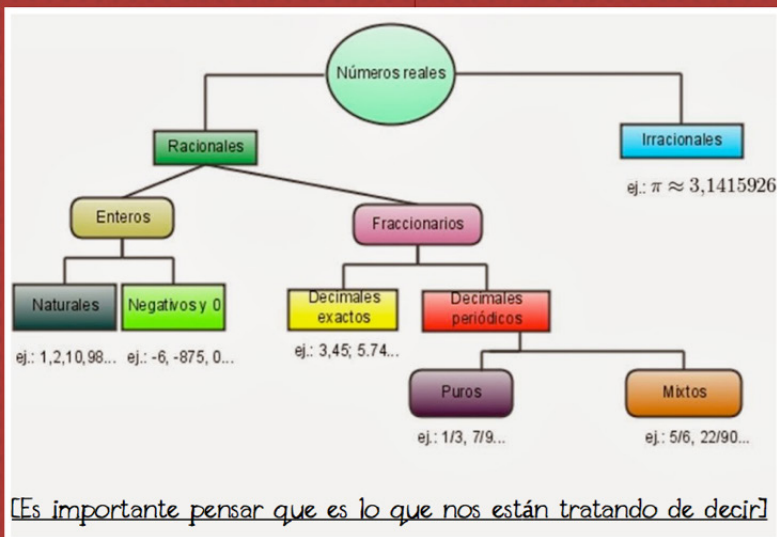 Números reales
Racionales
Irracionales
ej.: π ≈ 3,1415926
Enteros
Fraccionarios
Naturales
Negativos y 0
Decimales
exactos
Decimales
periódicos
ej.: 1,2,10,98...
ej.: -6, -875, 0...
ej.: 3,45; 5.74...
Puros
Mixtos
ej.: 1/3, 7/9...
ej.: 5/6, 22/90...
[Es importante pensar que es lo que nos están tratando de decir]